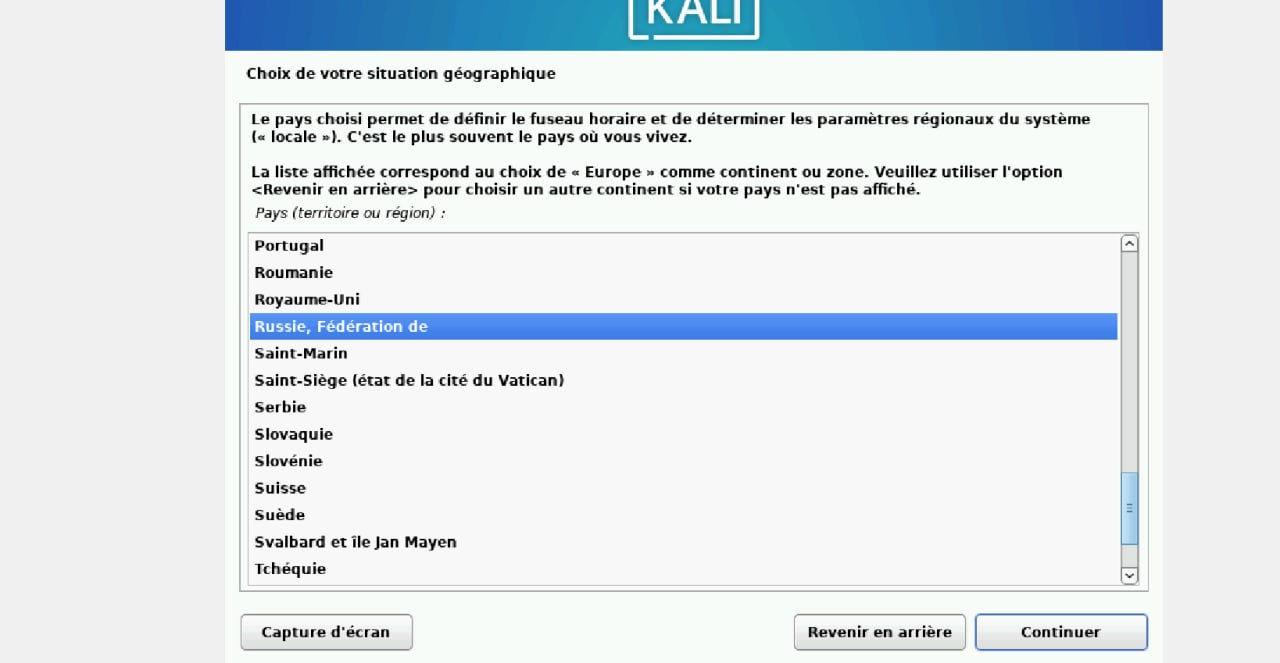 KALI
Choix de votre situation géographique
Le pays choisi permet de définir le fuseau horaire et de déterminer les paramètres régionaux du système
(« locale »). C'est le plus souvent le pays où vous vivez.
La liste affichée correspond au choix de « Europe » comme continent ou zone. Veuillez utiliser l'option
<Revenir en arrière> pour choisir un autre continent si votre pays n'est pas affiché.
Pays (territoire ou région) :
Portugal
Roumanie
Royaume-Uni
Russie, Fédération de
Saint-Marin
Saint-Siège (état de la cité du Vatican)
Serbie
Slovaquie
Slovénie
Suisse
Suède
Svalbard et île Jan Mayen
Tchéquie
Capture d'écran
Revenir en arrière
Continuer